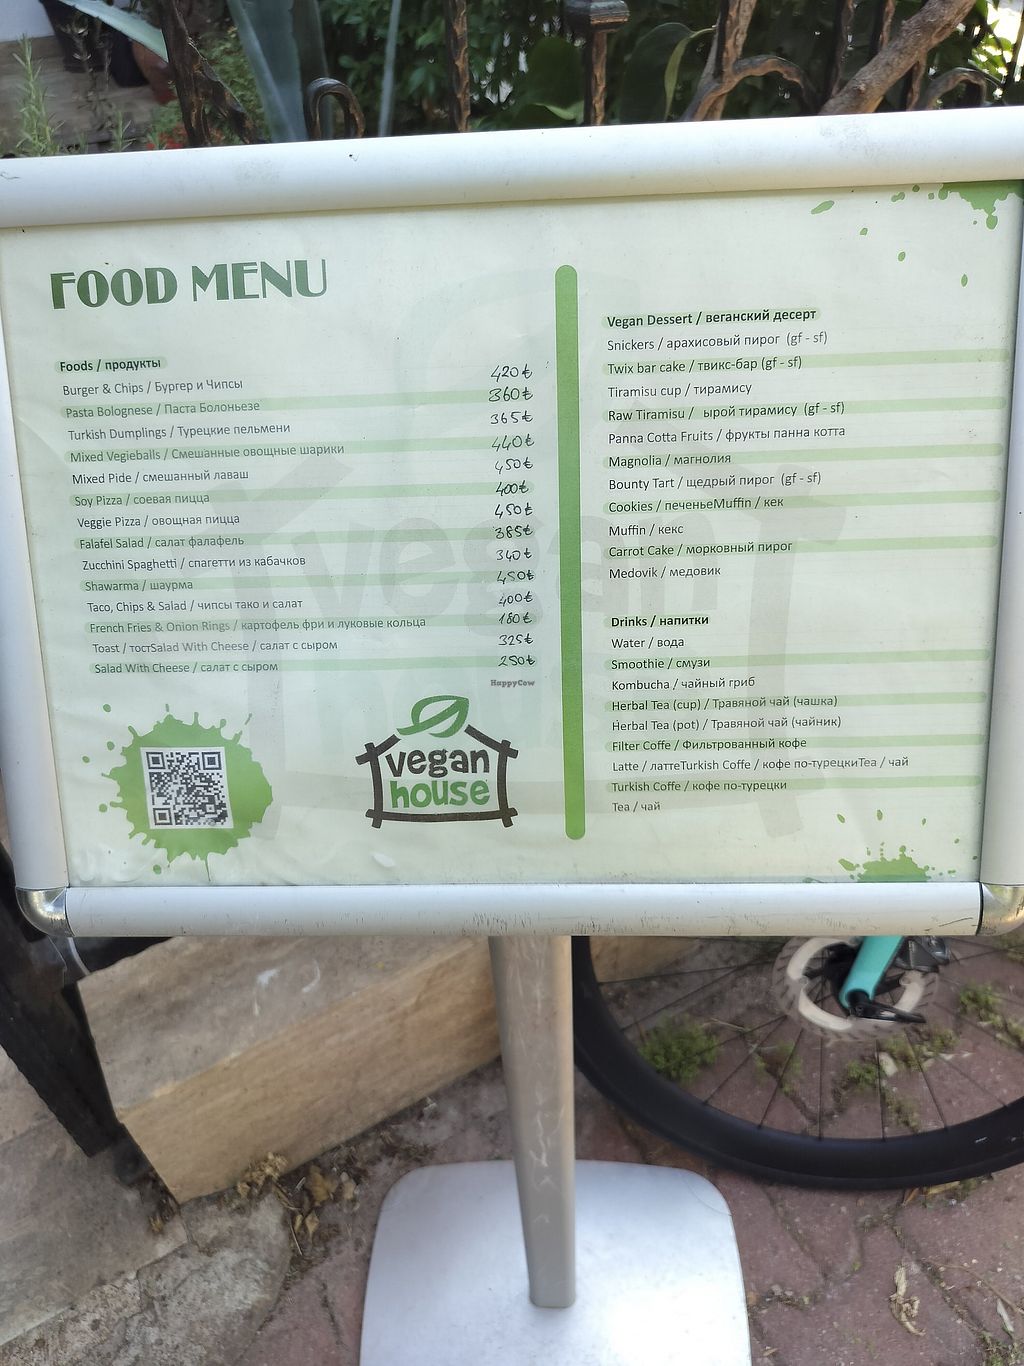 FOOD MENU
Foods / продукты
Burger & Chips / Бургер и Чипсы 420₺
Pasta Bolognese / Паста Болоньезе 360₺
Turkish Dumplings / Турецкие пельмени 365₺
Mixed Vegieballs / Смешанные овощные шарики 440₺
Mixed Pide / смешанный лаваш 450₺
Soy Pizza / соевая пицца 400₺
Veggie Pizza / овощная пицца 450₺
Falafel Salad / салат фалафель 385₺
Zucchini Spaghetti / спагетти из кабачков 340₺
Shawarma / шаурма 450₺
Taco, Chips & Salad / чипсы тако и салат 400₺
French Fries & Onion Rings / картофель фри и луковые кольца 180₺
Toast / тостSalad With Cheese / салат с сыром 325₺
Salad With Cheese / салат с сыром 250₺
HappyCow
vegan
house
Vegan Dessert / веганский десерт
Snickers / арахисовый пирог (gf - sf)
Twix bar cake / твикс-бар (gf - sf)
Tiramisu cup / тирамису
Raw Tiramisu / ырой тирамису (gf - sf)
Panna Cotta Fruits / фрукты панна котта
Magnolia / магнолия
Bounty Tart / щедрый пирог (gf - sf)
Cookies / печеньеMuffin / кек
Muffin / кекс
Carrot Cake / морковный пирог
Medovik / медовик
Drinks / напитки
Water / вода
Smoothie / смузи
Kombucha / чайный гриб
Herbal Tea (cup) / Травяной чай (чашка)
Herbal Tea (pot) / Травяной чай (чайник)
Filter Coffe / Фильтрованный кофе
Latte / латтеTurkish Coffe / кофе по-турецкиTea / чай
Turkish Coffe / кофе по-турецки
Tea / чай